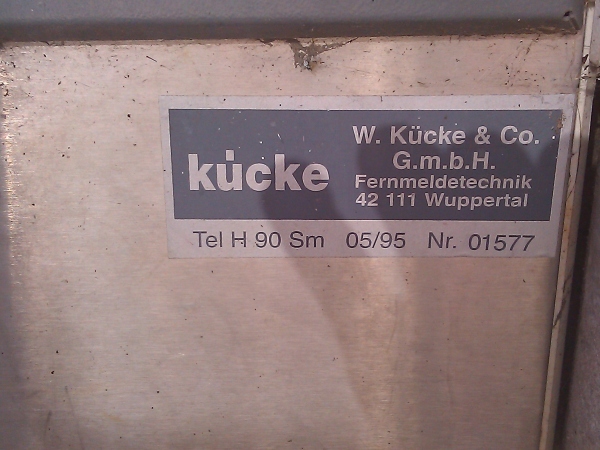 kücke
W. Kücke & Co.
G.m.b.H.
Fernmeldetechnik
42 111 Wuppertal
Tel H 90 Sm 05/95 Nr. 01577